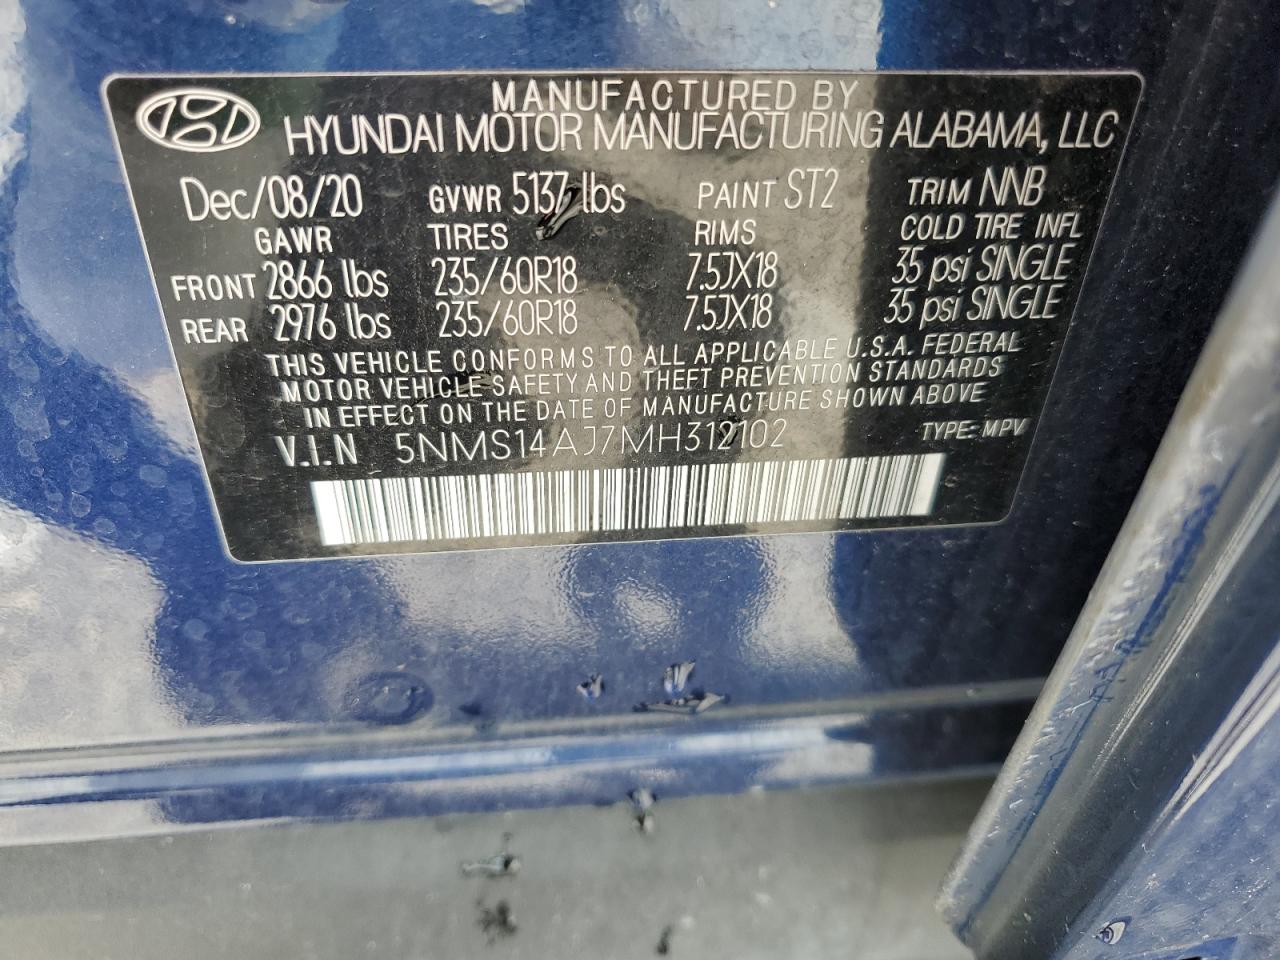 MANUFACTURED BY
HYUNDAI MOTOR MANUFACTURING ALABAMA, LLC
Dec/08/20 GVWR 5137 lbs PAINT ST2 TRIM NNB
GAWR TIRES RIMS COLD TIRE INFL
FRONT 2866 lbs 235/60R18 7.5JX18 35 psi SINGLE
REAR 2976 lbs 235/60R18 7.5JX18 35 psi SINGLE
THIS VEHICLE CONFORMS TO ALL APPLICABLE U.S.A. FEDERAL
MOTOR VEHICLE SAFETY AND THEFT PREVENTION STANDARDS
IN EFFECT ON THE DATE OF MANUFACTURE SHOWN ABOVE
V.I.N 5NMS14AJ7MH312102 TYPE: MPV